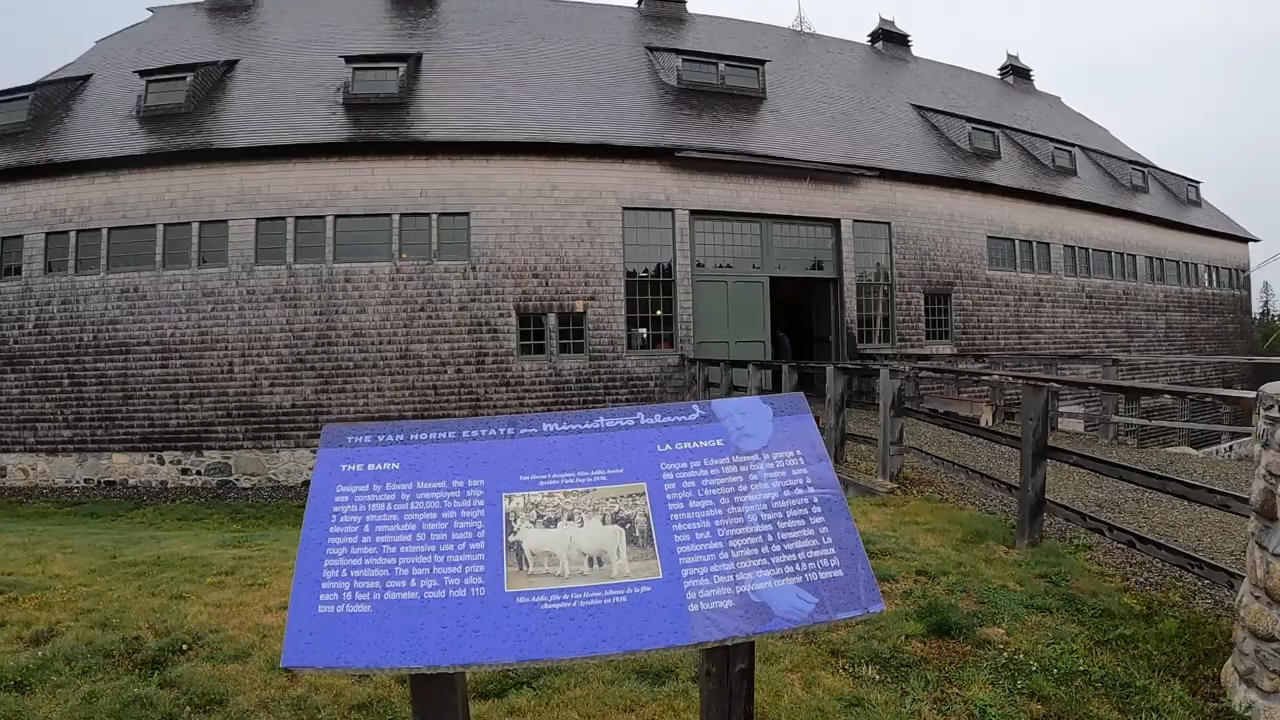 THE VAN HORNE ESTATE on Ministers Island
THE BARN
Designed by Edward Maxwell, the barn
was constructed by unemployed ship-
wrights in 1898 & cost $20,000. To build the
3 storey structure, complete with freight
elevator & remarkable interior framing,
required an estimated 50 train loads of
rough lumber. The extensive use of well
positioned windows provided for maximum
light & ventilation. The barn housed prize
winning horses, cows & pigs. Two silos,
each 16 feet in diameter, could hold 110
tons of fodder.
Van Horne's daughter, Miss Addie, hosted
Ayrshire Field Day in 1930.
Miss Addie, fille de Van Horne, hôtesse de la fête
champêtre d'Ayrshire en 1930.
LA GRANGE
Conçue par Edward Maxwell, la grange a
été construite en 1898 au coût de 20 000 $
par des charpentiers de marine sans
emploi. L'érection de cette structure à
trois étages, du montecharge et de la
remarquable charpente intérieure a
nécessité environ 50 trains pleins de
bois brut. D'innombrables fenêtres bien
positionnées apportent à l'ensemble un
maximum de lumière et de ventilation. La
grange abritait cochons, vaches et chevaux
primés. Deux silos, chacun de 4,8 m (16 pi)
de diamètre, pouvaient contenir 110 tonnes
de fourrage.